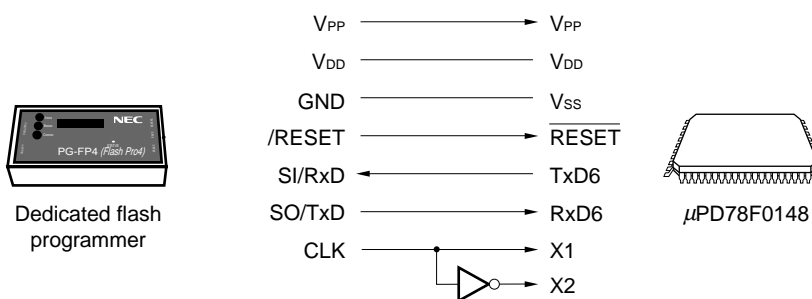 VPP VPP
VDD VDD
GND VSS
/RESET RESET
SI/RxD TxD6
SO/TxD RxD6
CLK X1
X2
NEC
PG-FP4 (Flash Pro4)
Dedicated flash
programmer
μPD78F0148